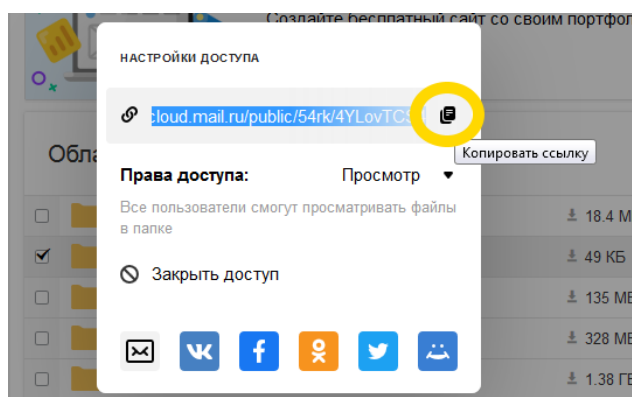 Создайте бесплатный сайт со своим портфол
НАСТРОЙКИ ДОСТУПА
cloud.mail.ru/public/54rk/4YLovTCS
Копировать ссылку
Обла
Права доступа: Просмотр
Все пользователи смогут просматривать файлы
в папке
18.4 М
49 КБ
Закрыть доступ
135 МБ
328 МБ
1.38 ГБ